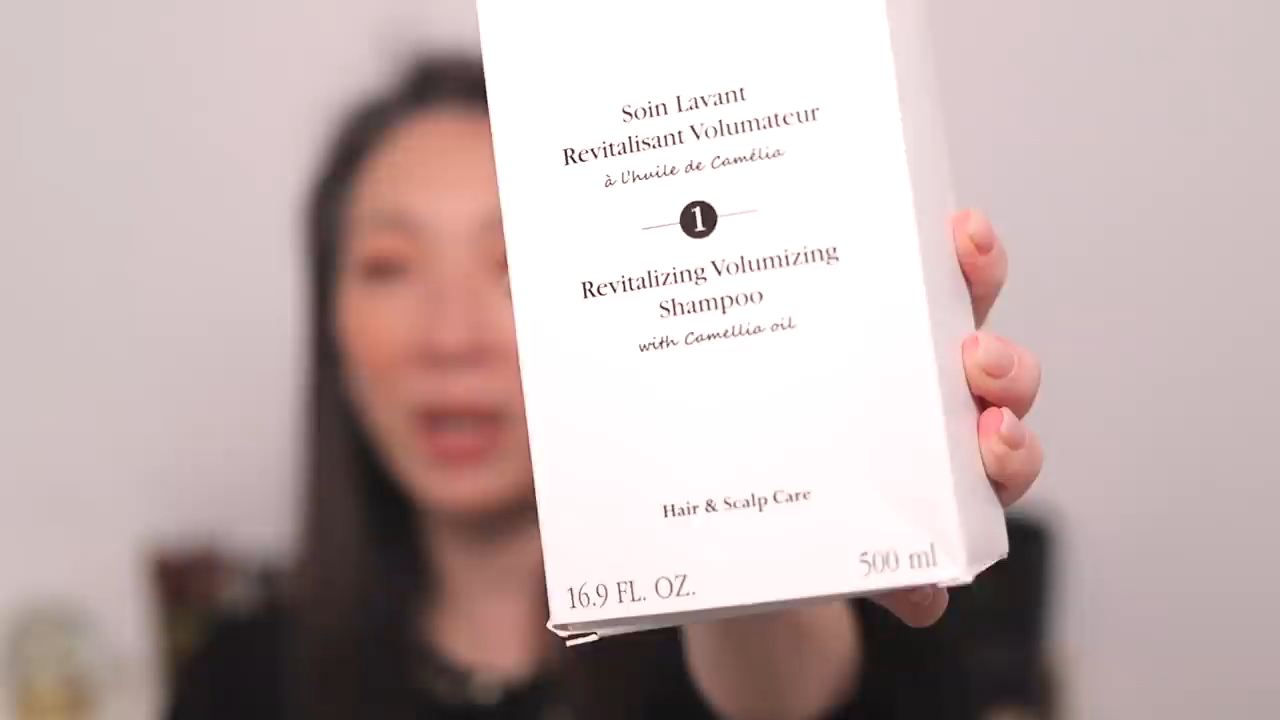 Soin Lavant
Revitalisant Volumateur
à l'huile de Camélia
1
Revitalizing Volumizing
Shampoo
with Camellia oil
Hair & Scalp Care
16.9 FL. OZ.
500 ml